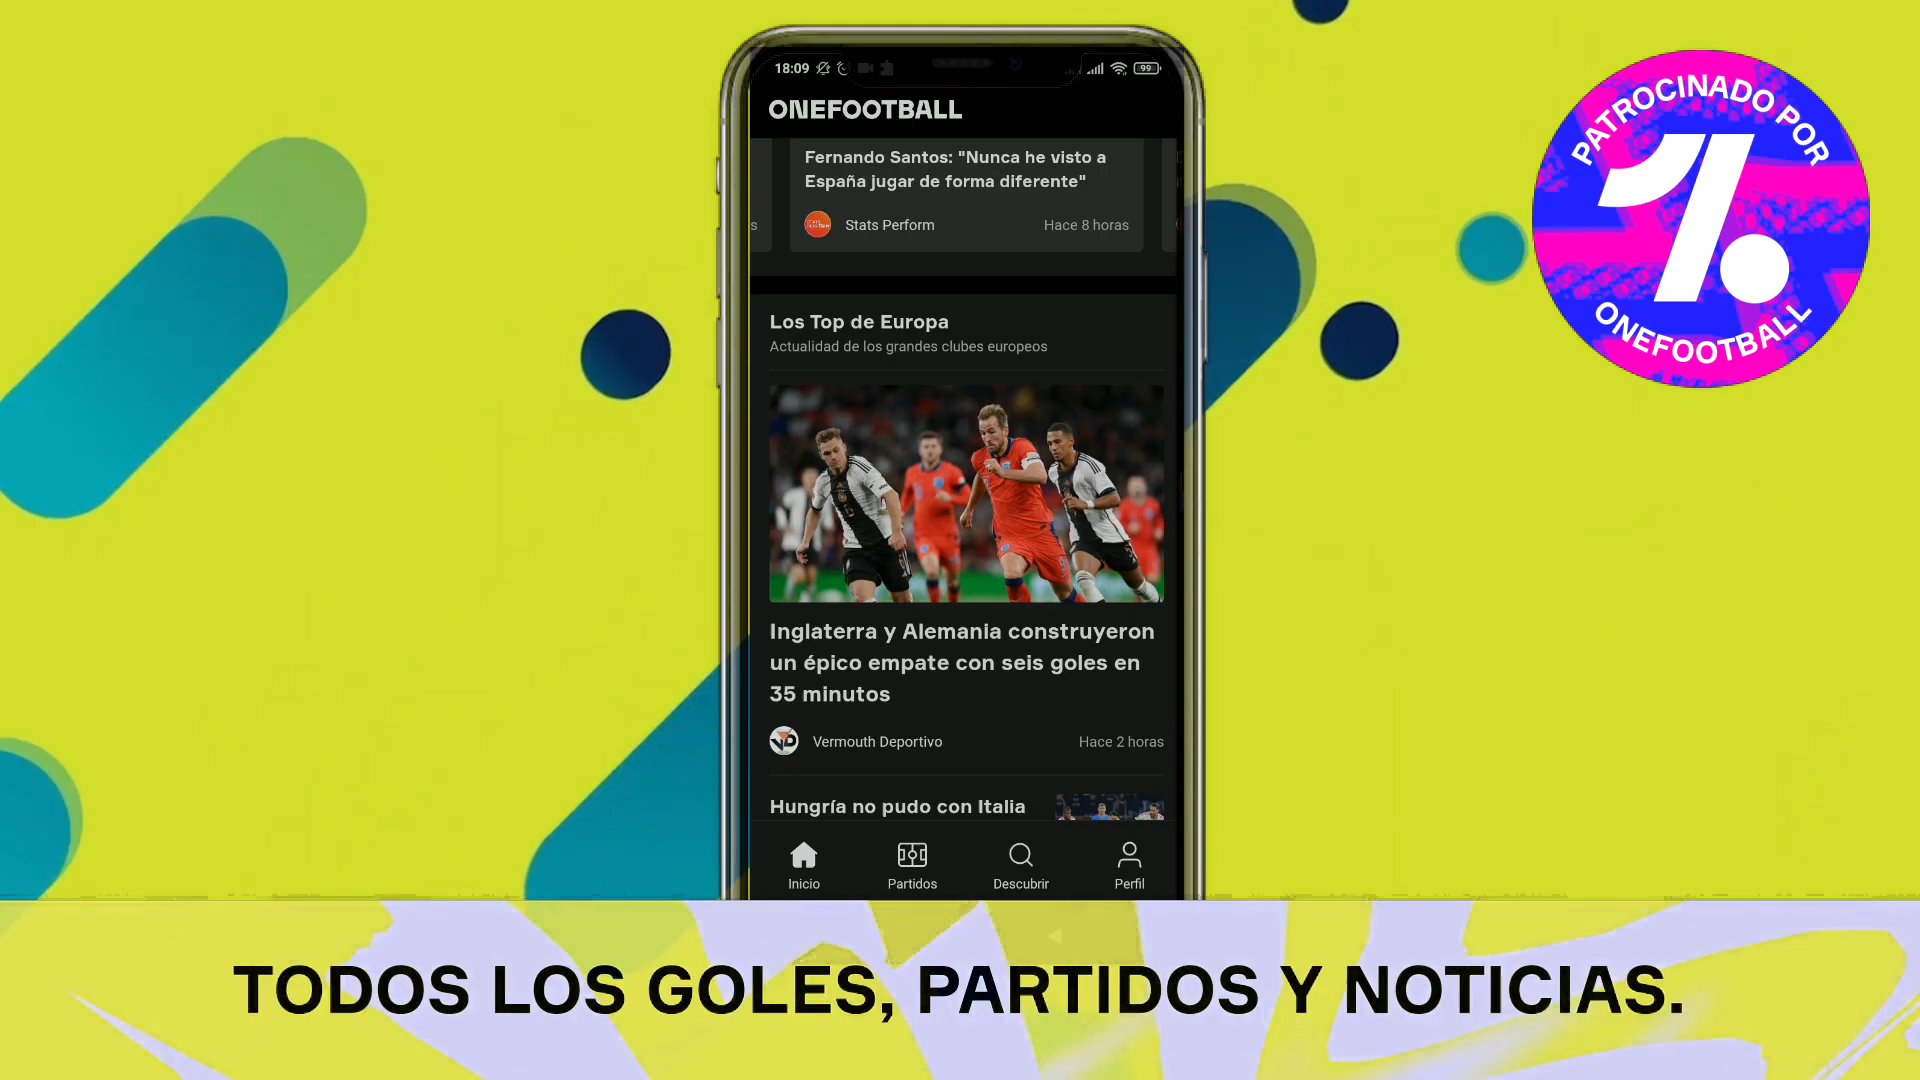 18:09
99
ONEFOOTBALL
Fernando Santos: "Nunca he visto a
España jugar de forma diferente"
s
Stats Perform
Hace 8 horas
Los Top de Europa
Actualidad de los grandes clubes europeos
Inglaterra y Alemania construyeron
un épico empate con seis goles en
35 minutos
Vermouth Deportivo
Hace 2 horas
Hungría no pudo con Italia
Inicio
Partidos
Descubrir
Perfil
PATROCINADO POR
ONEFOOTBALL
TODOS LOS GOLES, PARTIDOS Y NOTICIAS.